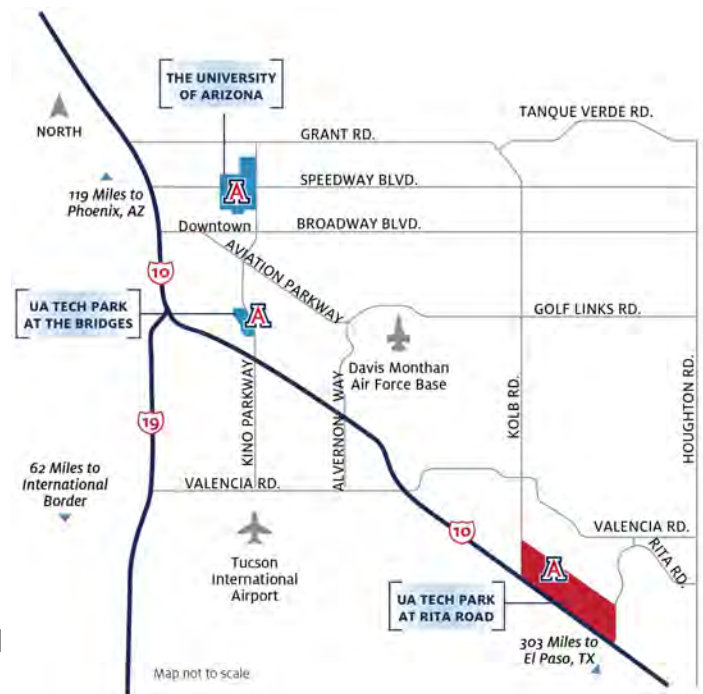 THE UNIVERSITY
OF ARIZONA
NORTH
GRANT RD.
TANQUE VERDE RD.
A
SPEEDWAY BLVD.
119 Miles to
Phoenix, AZ
Downtown
BROADWAY BLVD.
AVIATION PARKWAY
10
UA TECH PARK
AT THE BRIDGES
A
GOLF LINKS RD.
Davis Monthan
Air Force Base
KINO PARKWAY
ALVERNON WAY
KOLB RD.
HOUGHTON RD.
19
62 Miles to
International
Border
VALENCIA RD.
10
VALENCIA RD.
RITA RD.
Tucson
International
Airport
A
UA TECH PARK
AT RITA ROAD
303 Miles to
El Paso, TX
Map not to scale